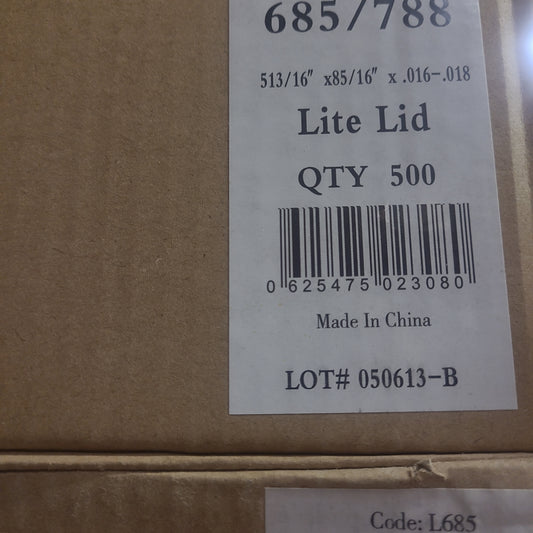 685/788
513/16" x85/16" x .016-.018
Lite Lid
QTY 500
0 625475 023080
Made In China
LOT# 050613-B
Code: L685